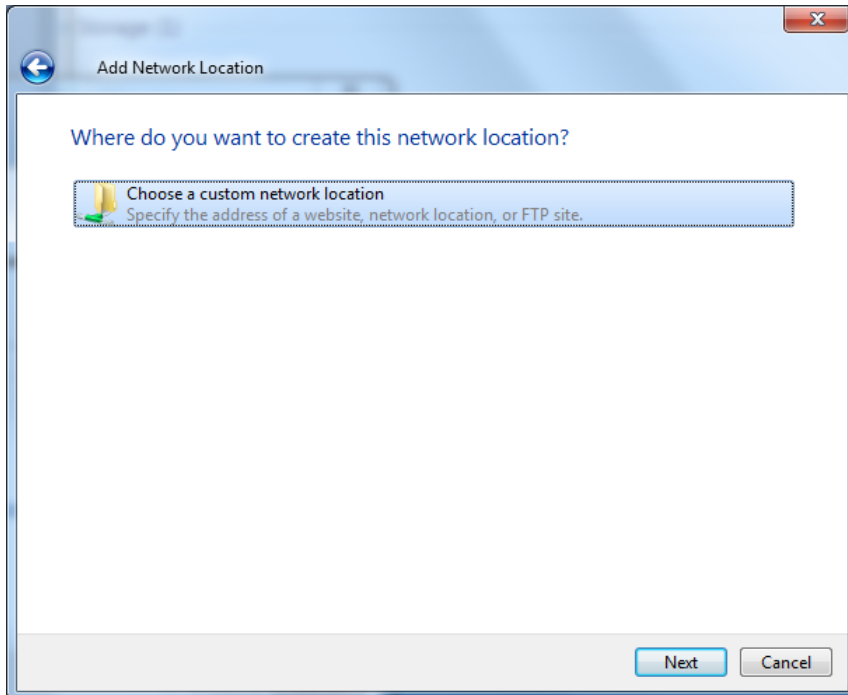 Add Network Location
Where do you want to create this network location?
Choose a custom network location
Specify the address of a website, network location, or FTP site.
Next Cancel